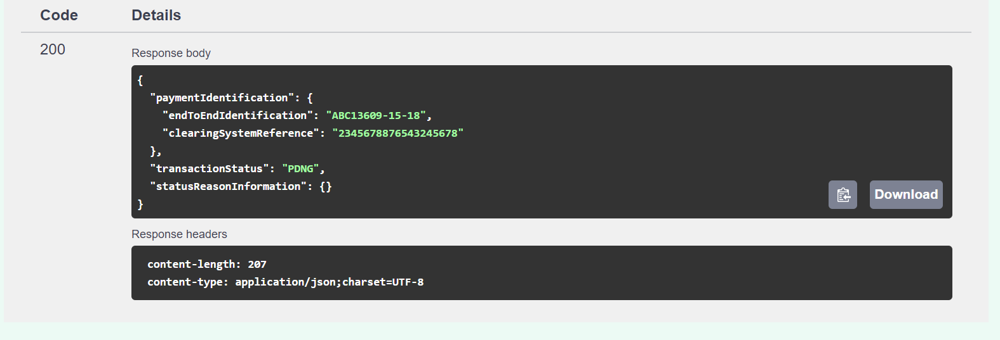 Code Details
200
Response body
{
  "paymentIdentification": {
    "endToEndIdentification": "ABC13609-15-18",
    "clearingSystemReference": "2345678876543245678"
  },
  "transactionStatus": "PDNG",
  "statusReasonInformation": {}
}
Download
Response headers
content-length: 207
content-type: application/json;charset=UTF-8